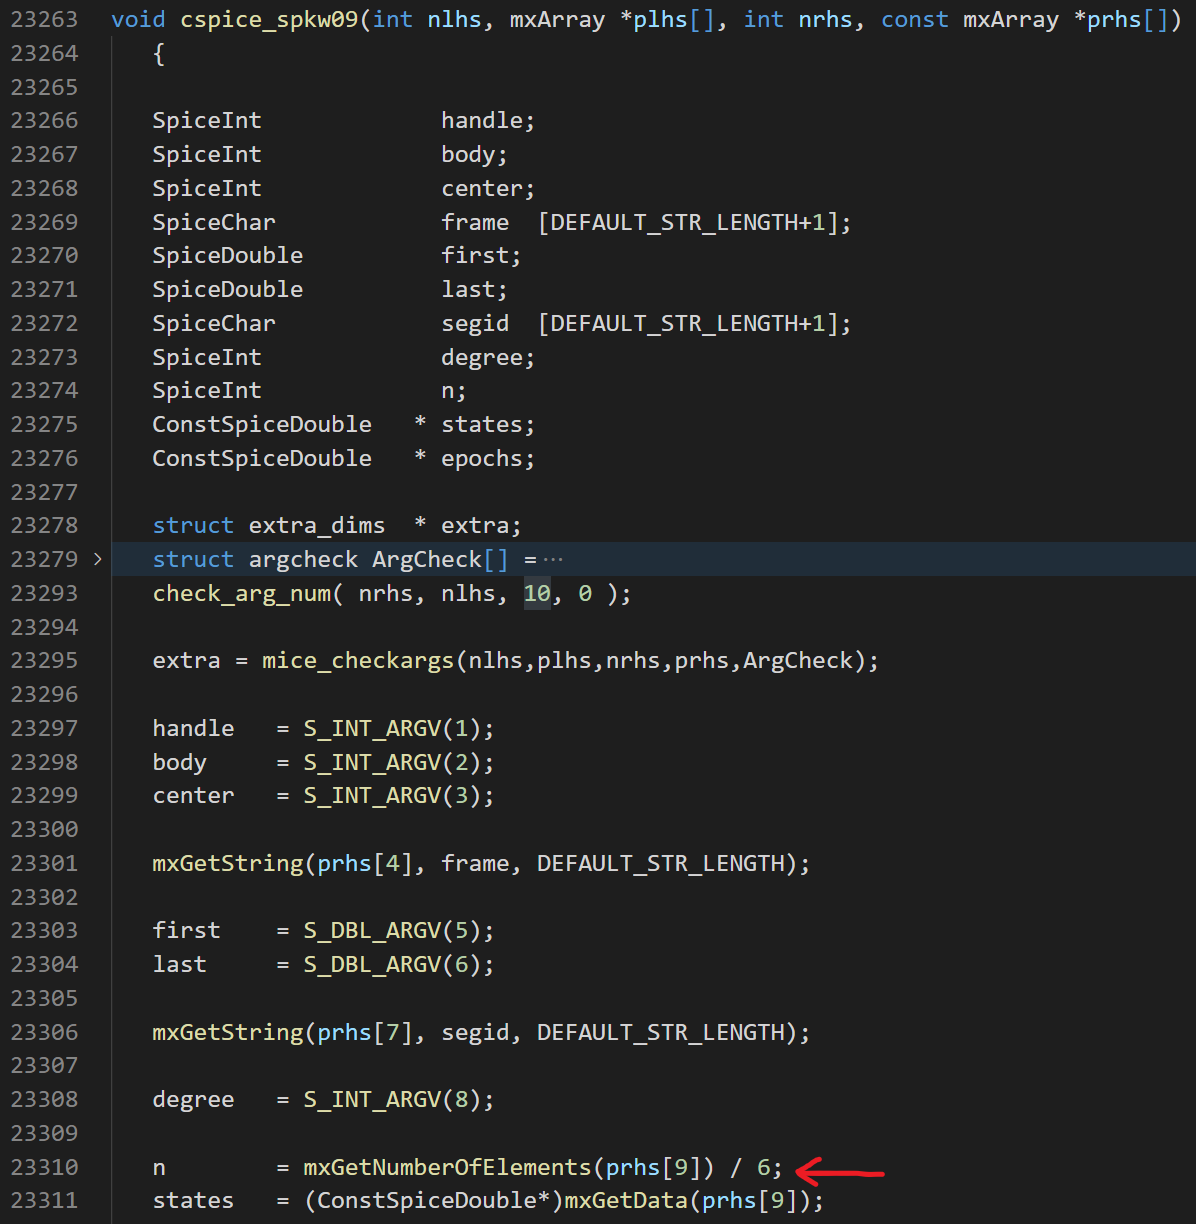 23263 void cspice_spkw09(int nlhs, mxArray *plhs[], int nrhs, const mxArray *prhs[])
23264 {
23265
23266 SpiceInt handle;
23267 SpiceInt body;
23268 SpiceInt center;
23269 SpiceChar frame [DEFAULT_STR_LENGTH+1];
23270 SpiceDouble first;
23271 SpiceDouble last;
23272 SpiceChar segid [DEFAULT_STR_LENGTH+1];
23273 SpiceInt degree;
23274 SpiceInt n;
23275 ConstSpiceDouble * states;
23276 ConstSpiceDouble * epochs;
23277
23278 struct extra_dims * extra;
23279 > struct argcheck ArgCheck[] =···
23293 check_arg_num( nrhs, nlhs, 10, 0 );
23294
23295 extra = mice_checkargs(nlhs,plhs,nrhs,prhs,ArgCheck);
23296
23297 handle = S_INT_ARGV(1);
23298 body = S_INT_ARGV(2);
23299 center = S_INT_ARGV(3);
23300
23301 mxGetString(prhs[4], frame, DEFAULT_STR_LENGTH);
23302
23303 first = S_DBL_ARGV(5);
23304 last = S_DBL_ARGV(6);
23305
23306 mxGetString(prhs[7], segid, DEFAULT_STR_LENGTH);
23307
23308 degree = S_INT_ARGV(8);
23309
23310 n = mxGetNumberOfElements(prhs[9]) / 6;
23311 states = (ConstSpiceDouble*)mxGetData(prhs[9]);